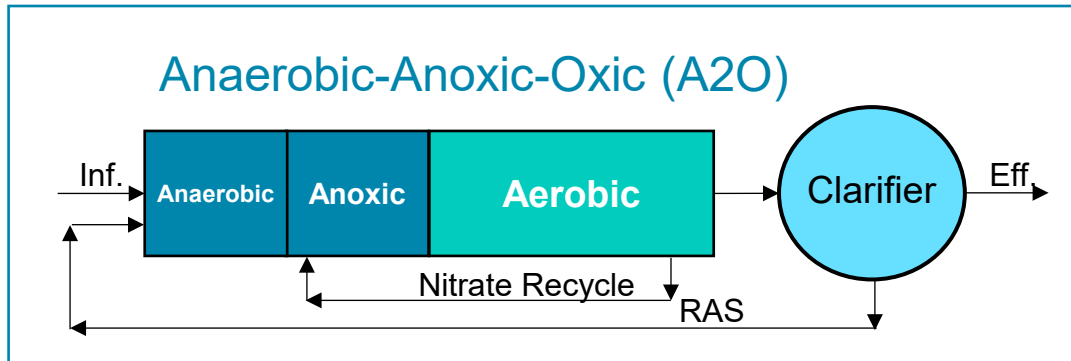 Anaerobic-Anoxic-Oxic (A2O)
Inf.
Anaerobic
Anoxic
Aerobic
Clarifier
Eff.
Nitrate Recycle
RAS